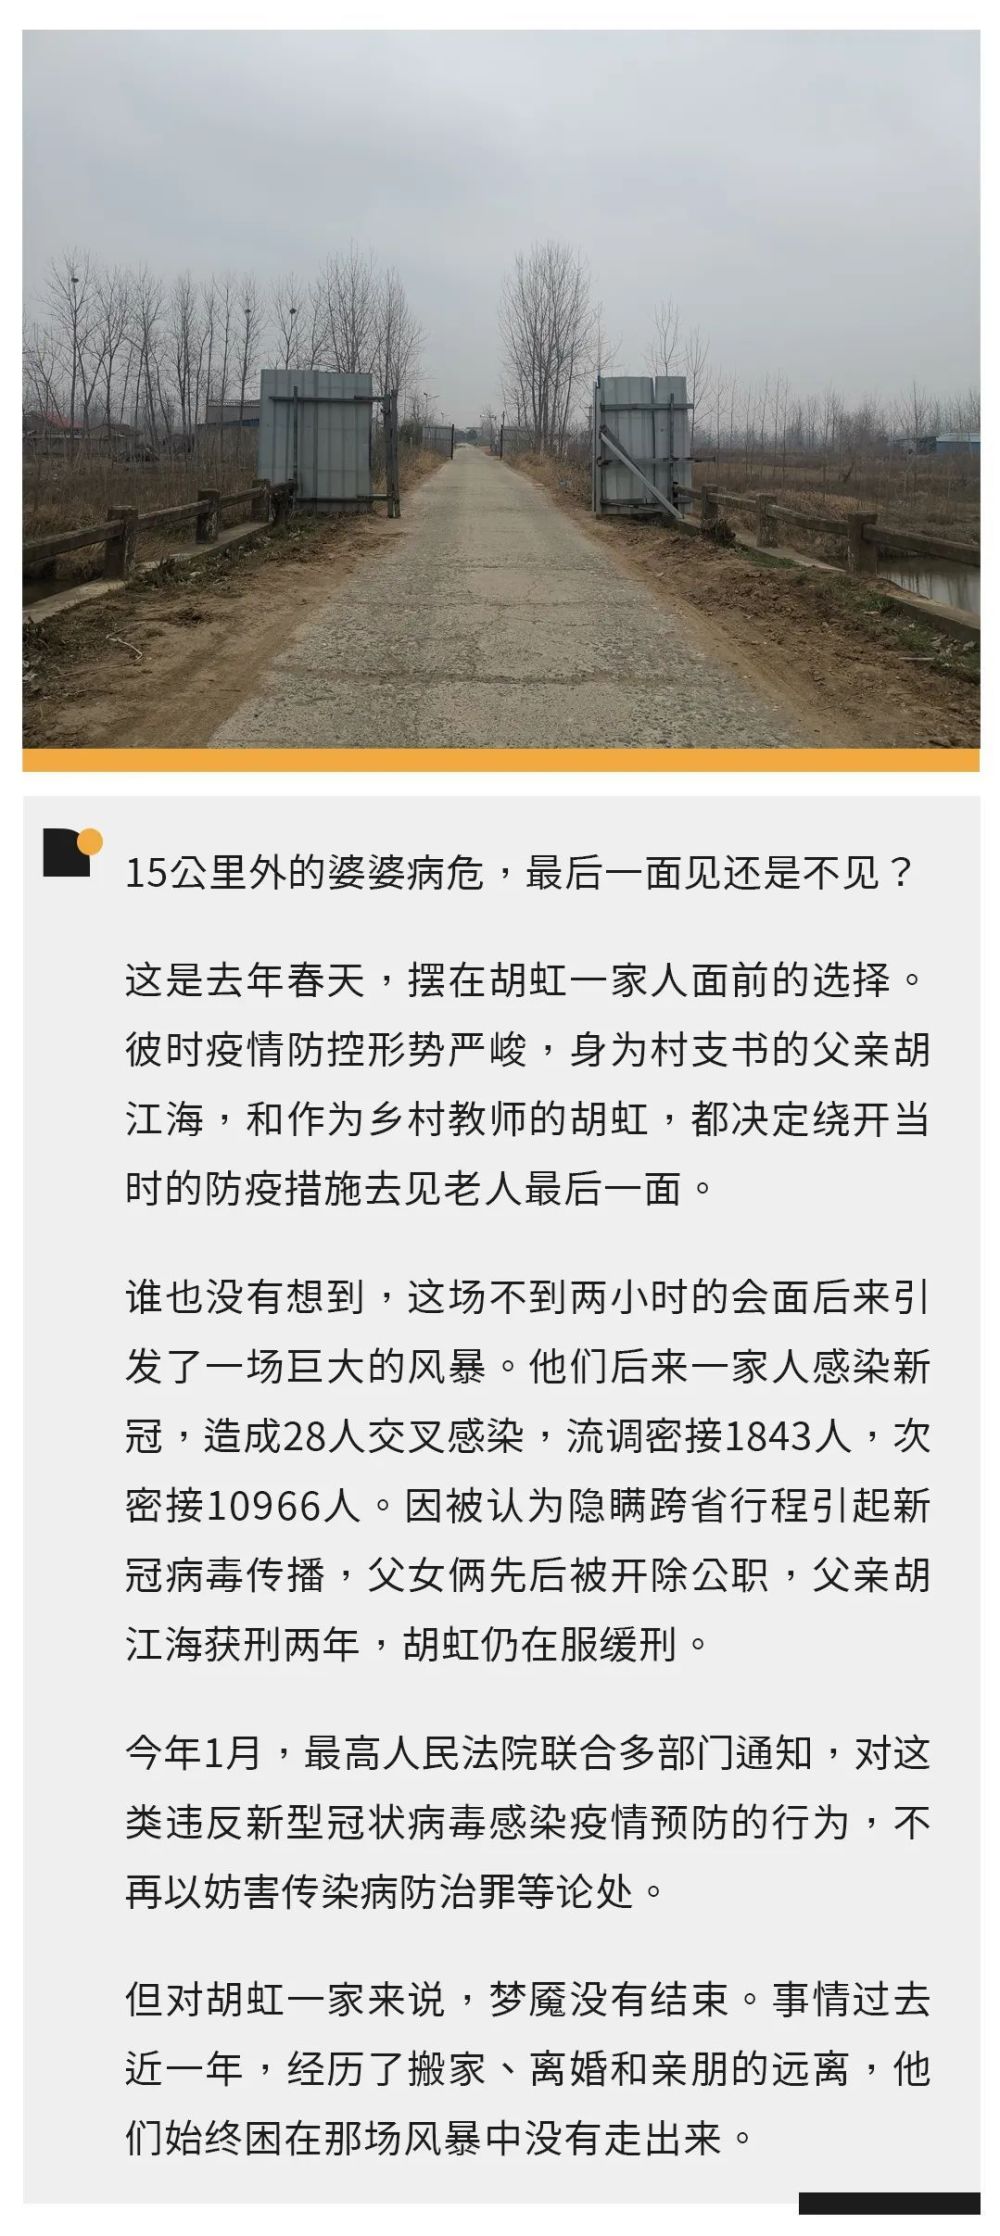 15公里外的婆婆病危，最后一面见还是不见？
这是去年春天，摆在胡虹一家人面前的选择。
彼时疫情防控形势严峻，身为村支书的父亲胡
江海，和作为乡村教师的胡虹，都决定绕开当
时的防疫措施去见老人最后一面。
谁也没有想到，这场不到两小时的会面后来引
发了一场巨大的风暴。他们后来一家人感染新
冠，造成28人交叉感染，流调密接1843人，次
密接10966人。因被认为隐瞒跨省行程引起新
冠病毒传播，父女俩先后被开除公职，父亲胡
江海获刑两年，胡虹仍在服缓刑。
今年1月，最高人民法院联合多部门通知，对这
类违反新型冠状病毒感染疫情预防的行为，不
再以妨害传染病防治罪等论处。
但对胡虹一家来说，梦魇没有结束。事情过去
近一年，经历了搬家、离婚和亲朋的远离，他
们始终困在那场风暴中没有走出来。